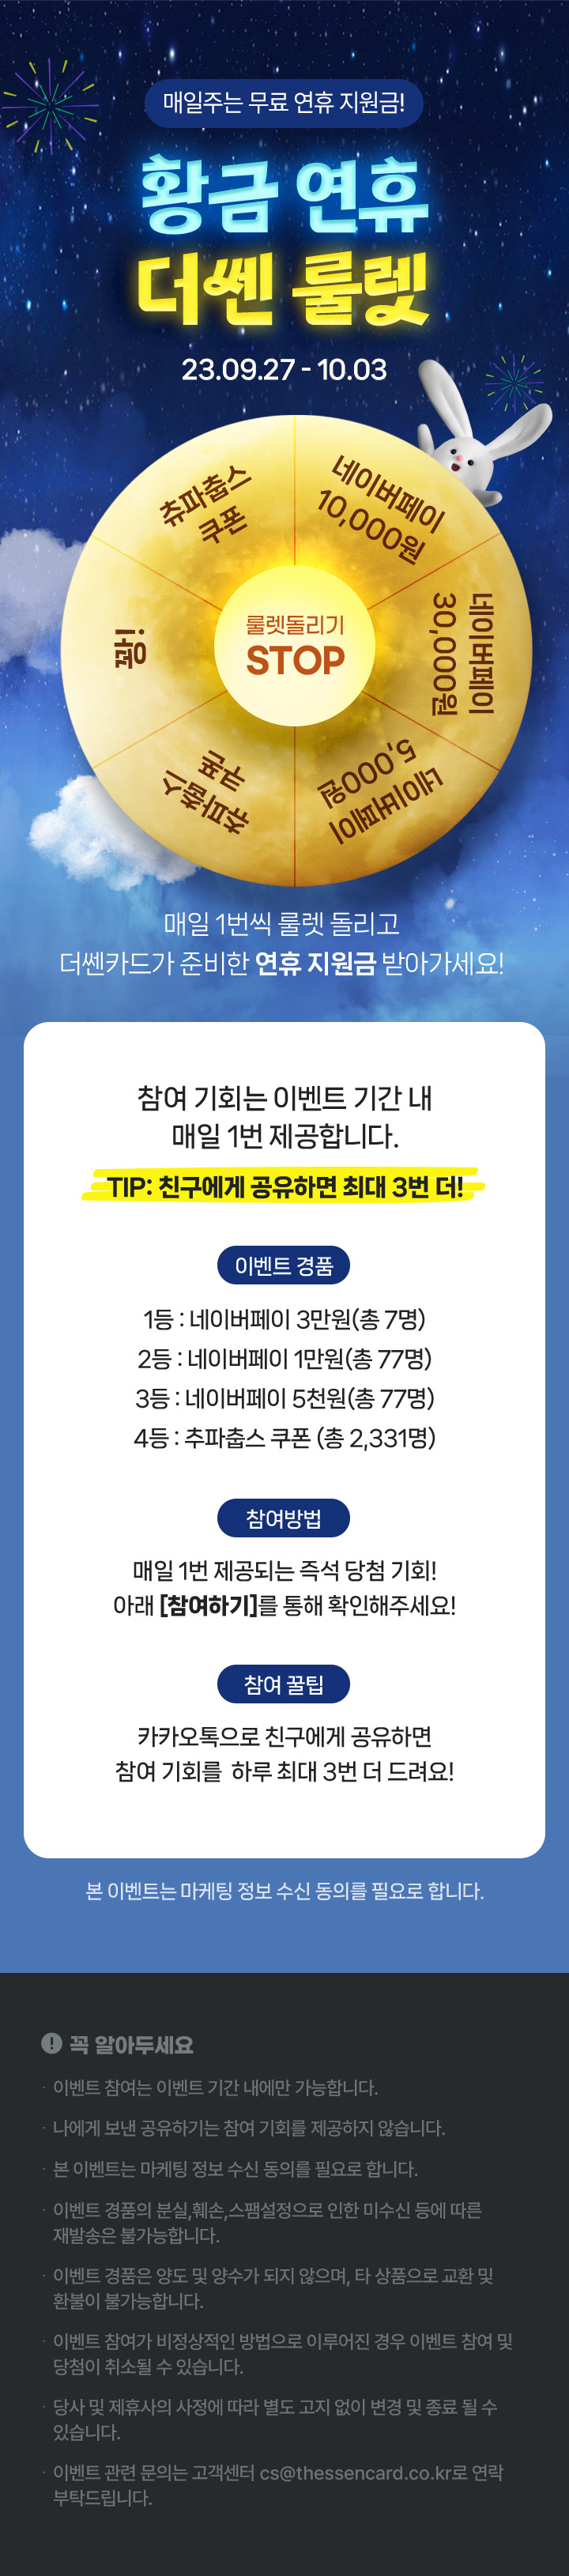 매일주는 무료 연휴 지원금!
황금 연휴
더쎈 룰렛
23.09.27 - 10.03
츄파춥스
쿠폰
네이버페이
10,000원
꽝!
룰렛돌리기
STOP
네이버페이
30,000원
츄파춥스
쿠폰
네이버페이
5,000원
매일 1번씩 룰렛 돌리고
더쎈카드가 준비한 연휴 지원금 받아가세요!
참여 기회는 이벤트 기간 내
매일 1번 제공합니다.
TIP: 친구에게 공유하면 최대 3번 더!
이벤트 경품
1등 : 네이버페이 3만원(총 7명)
2등 : 네이버페이 1만원(총 77명)
3등 : 네이버페이 5천원(총 77명)
4등 : 추파춥스 쿠폰 (총 2,331명)
참여방법
매일 1번 제공되는 즉석 당첨 기회!
아래 [참여하기]를 통해 확인해주세요!
참여 꿀팁
카카오톡으로 친구에게 공유하면
참여 기회를 하루 최대 3번 더 드려요!
본 이벤트는 마케팅 정보 수신 동의를 필요로 합니다.
꼭 알아두세요
· 이벤트 참여는 이벤트 기간 내에만 가능합니다.
· 나에게 보낸 공유하기는 참여 기회를 제공하지 않습니다.
· 본 이벤트는 마케팅 정보 수신 동의를 필요로 합니다.
· 이벤트 경품의 분실,훼손,스팸설정으로 인한 미수신 등에 따른
재발송은 불가능합니다.
· 이벤트 경품은 양도 및 양수가 되지 않으며, 타 상품으로 교환 및
환불이 불가능합니다.
· 이벤트 참여가 비정상적인 방법으로 이루어진 경우 이벤트 참여 및
당첨이 취소될 수 있습니다.
· 당사 및 제휴사의 사정에 따라 별도 고지 없이 변경 및 종료 될 수
있습니다.
· 이벤트 관련 문의는 고객센터 cs@thessencard.co.kr로 연락
부탁드립니다.